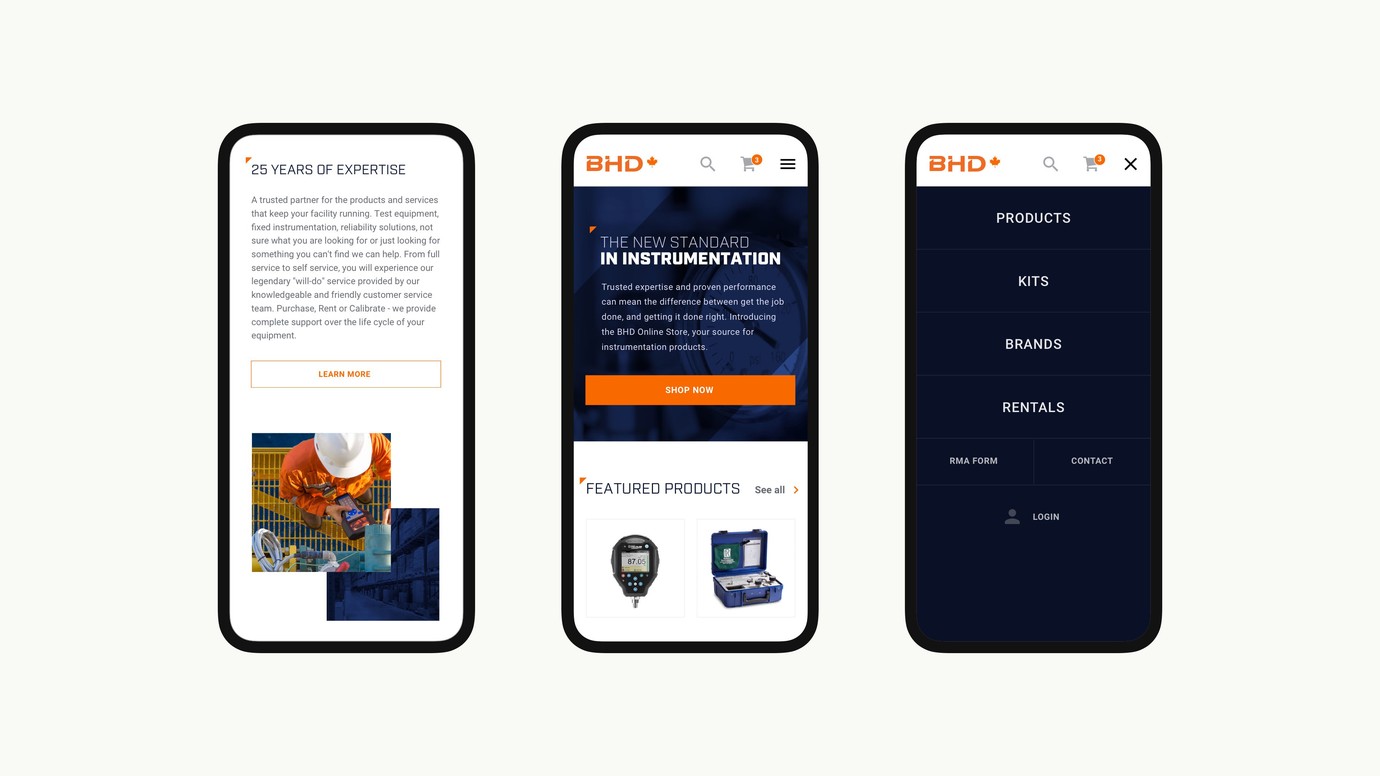 25 YEARS OF EXPERTISE
A trusted partner for the products and services
that keep your facility running. Test equipment,
fixed instrumentation, reliability solutions, not
sure what you are looking for or just looking for
something you can't find we can help. From full
service to self service, you will experience our
legendary "will-do" service provided by our
knowledgeable and friendly customer service
team. Purchase, Rent or Calibrate - we provide
complete support over the life cycle of your
equipment.
LEARN MORE
BHD
3
THE NEW STANDARD
IN INSTRUMENTATION
Trusted expertise and proven performance
can mean the difference between get the job
done, and getting it done right. Introducing
the BHD Online Store, your source for
instrumentation products.
SHOP NOW
FEATURED PRODUCTS
See all
87.05
BHD
3
PRODUCTS
KITS
BRANDS
RENTALS
RMA FORM
CONTACT
LOGIN